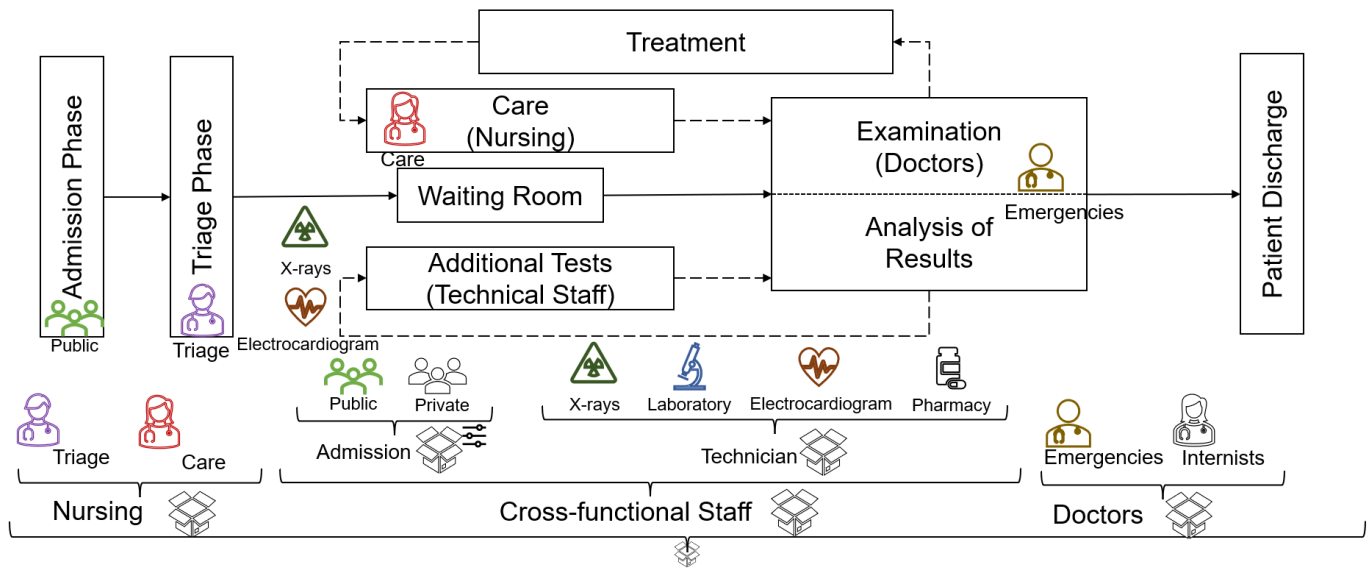 Treatment
Admission Phase
Public
Triage Phase
Triage
Care
(Nursing)
Care
Waiting Room
X-rays
Electrocardiogram
Additional Tests
(Technical Staff)
Examination
(Doctors)
Emergencies
Analysis of
Results
Patient Discharge
Public
Private
Admission
X-rays
Laboratory
Electrocardiogram
Pharmacy
Technician
Triage
Care
Nursing
Cross-functional Staff
Emergencies
Internists
Doctors